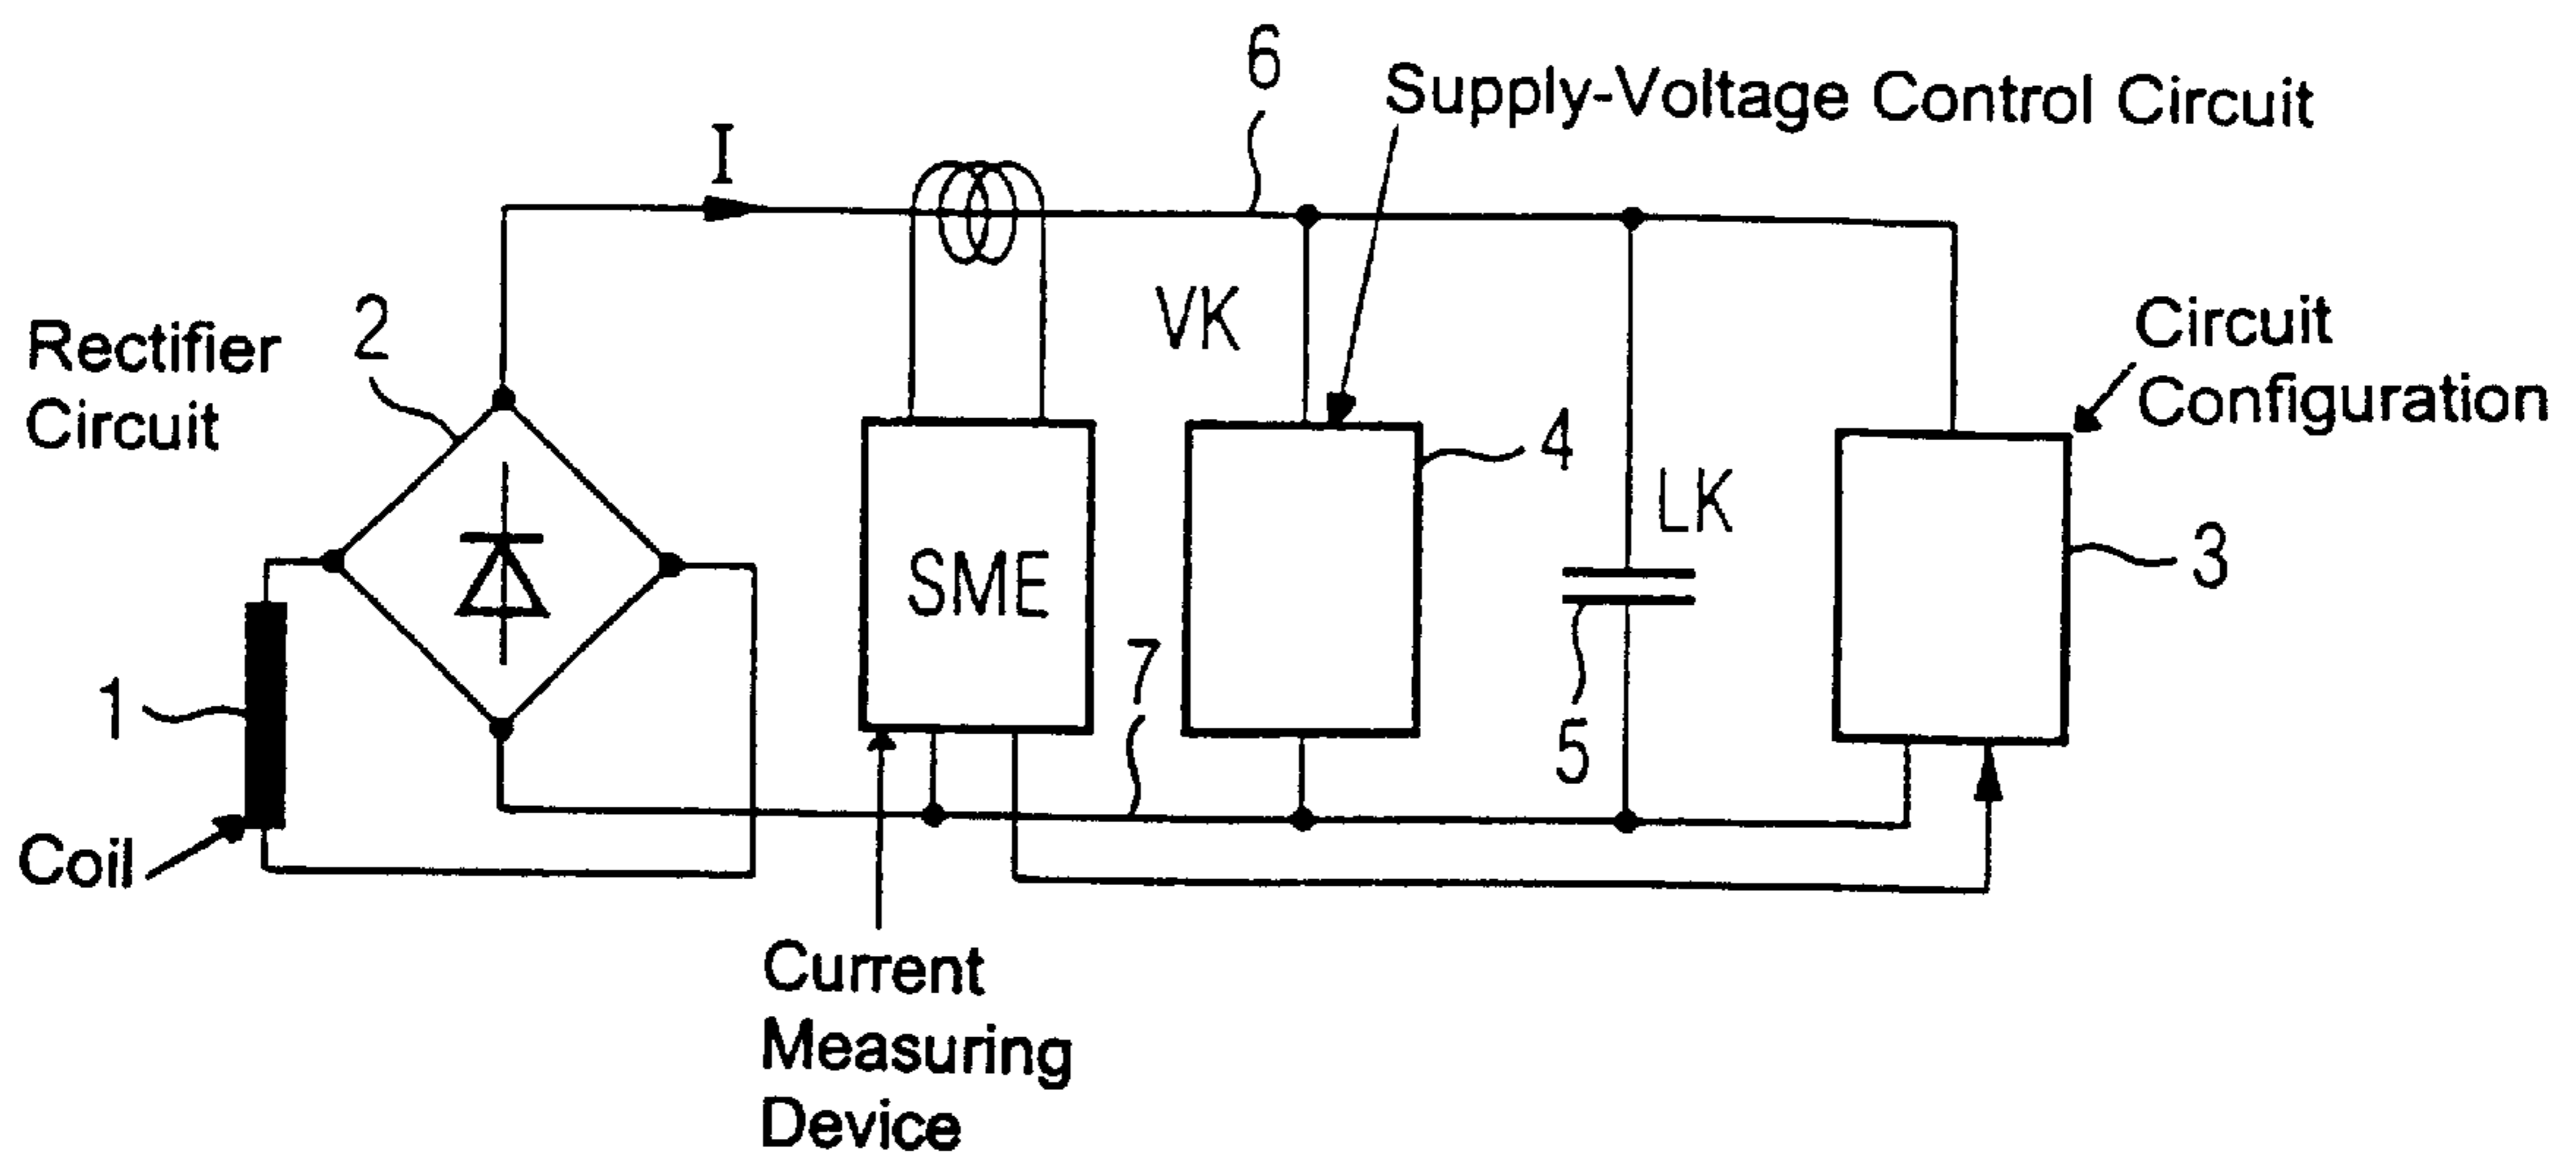 6
Supply-Voltage Control Circuit
I
Rectifier
Circuit
2
VK
Circuit
Configuration
4
LK
SME
3
7
1
5
Coil
Current
Measuring
Device